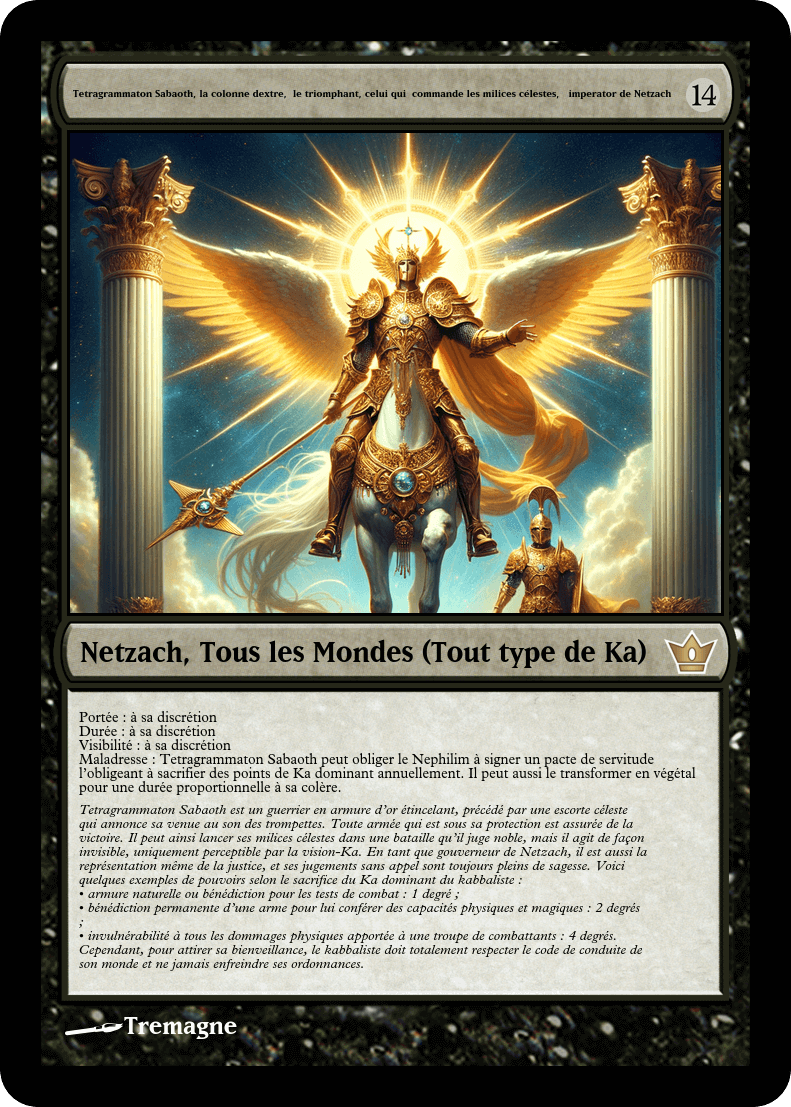 Tetragrammaton Sabaoth, la colonne dextre, le triomphant, celui qui commande les milices célestes, imperator de Netzach
14
Netzach, Tous les Mondes (Tout type de Ka)
Portée : à sa discrétion
Durée : à sa discrétion
Visibilité : à sa discrétion
Maladresse : Tetragrammaton Sabaoth peut obliger le Nephilim à signer un pacte de servitude
l'obligeant à sacrifier des points de Ka dominant annuellement. Il peut aussi le transformer en végétal
pour une durée proportionnelle à sa colère.
Tetragrammaton Sabaoth est un guerrier en armure d'or étincelant, précédé par une escorte céleste
qui annonce sa venue au son des trompettes. Toute armée qui est sous sa protection est assurée de la
victoire. Il peut ainsi lancer ses milices célestes dans une bataille qu'il juge noble, mais il agit de façon
invisible, uniquement perceptible par la vision-Ka. En tant que gouverneur de Netzach, il est aussi la
représentation même de la justice, et ses jugements sans appel sont toujours pleins de sagesse. Voici
quelques exemples de pouvoirs selon le sacrifice du Ka dominant du kabbaliste :
• armure naturelle ou bénédiction pour les tests de combat : 1 degré ;
• bénédiction permanente d'une arme pour lui conférer des capacités physiques et magiques : 2 degrés
;
• invulnérabilité à tous les dommages physiques apportée à une troupe de combattants : 4 degrés.
Cependant, pour attirer sa bienveillance, le kabbaliste doit totalement respecter le code de conduite de
son monde et ne jamais enfreindre ses ordonnances.
Tremagne